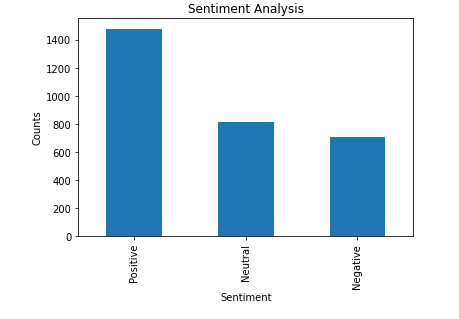 Sentiment Analysis
Counts
1400
1200
1000
800
600
400
200
0
Positive
Neutral
Negative
Sentiment